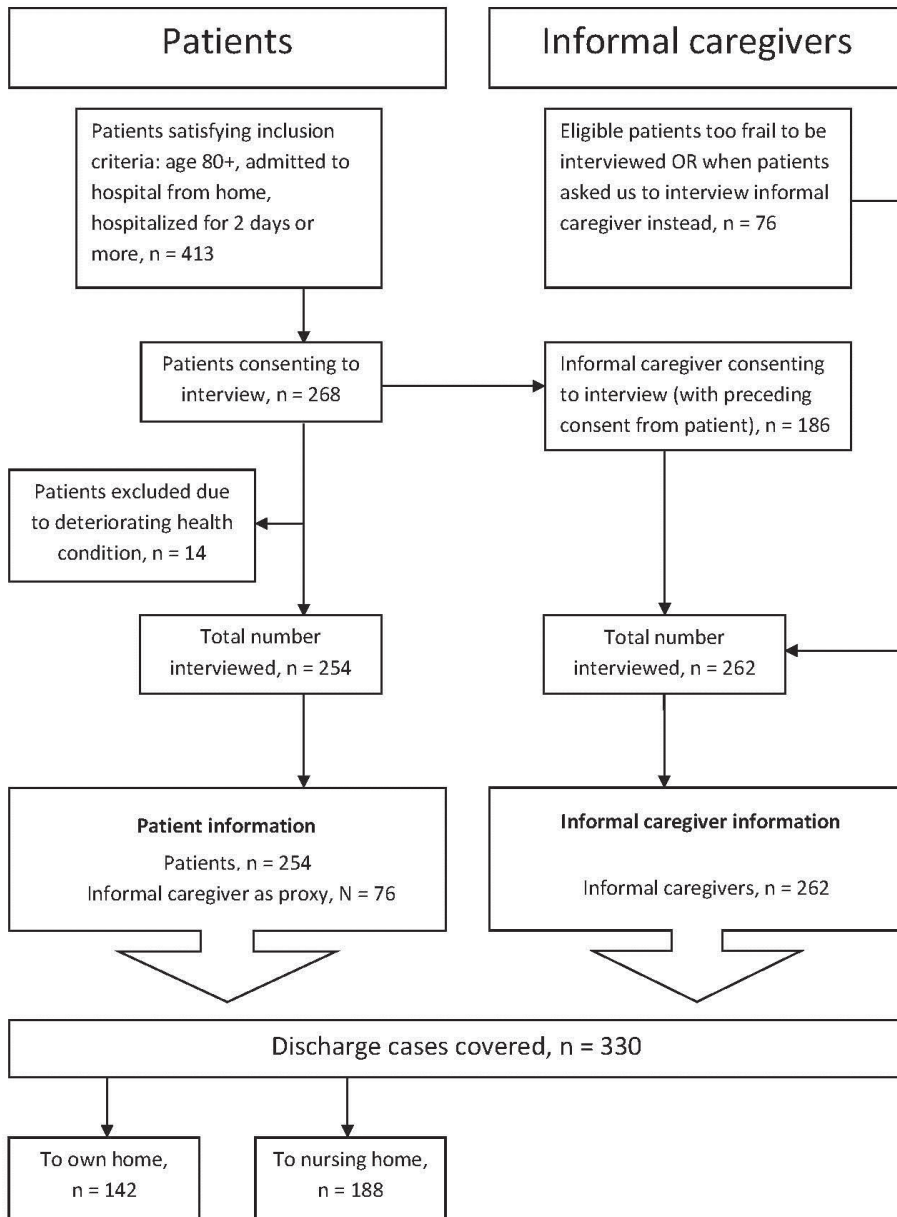 Patients
Informal caregivers
Patients satisfying inclusion
criteria: age 80+, admitted to
hospital from home,
hospitalized for 2 days or
more, n = 413
Eligible patients too frail to be
interviewed OR when patients
asked us to interview informal
caregiver instead, n = 76
Patients consenting to
interview, n = 268
Informal caregiver consenting
to interview (with preceding
consent from patient), n = 186
Patients excluded due
to deteriorating health
condition, n = 14
Total number
interviewed, n = 254
Total number
interviewed, n = 262
Patient information
Patients, n = 254
Informal caregiver as proxy, N = 76
Informal caregiver information
Informal caregivers, n = 262
Discharge cases covered, n = 330
To own home,
n = 142
To nursing home,
n = 188